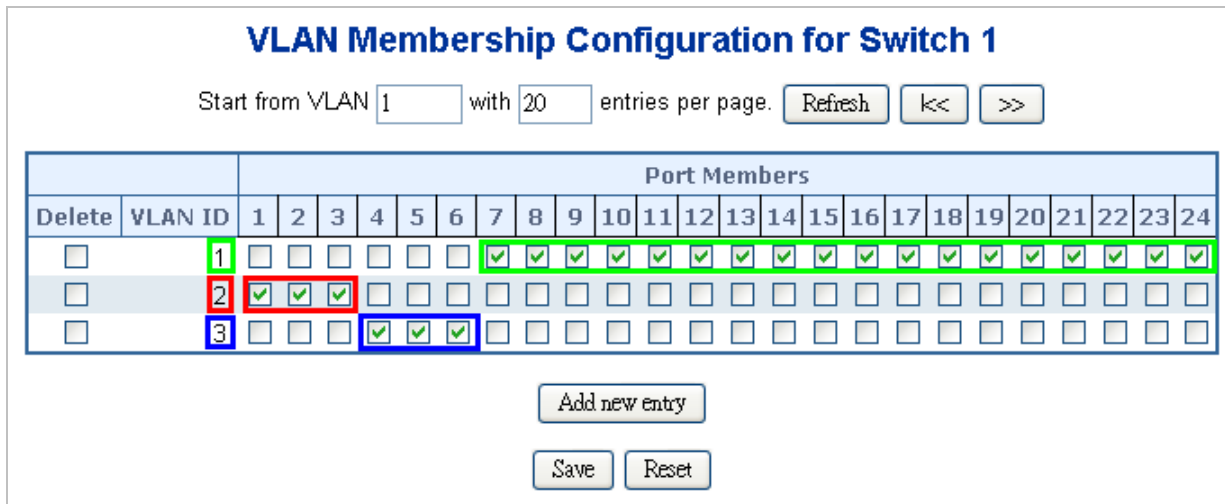 VLAN Membership Configuration for Switch 1
Start from VLAN 1 with 20 entries per page. Refresh |<< >>
Port Members
Delete VLAN ID 1 2 3 4 5 6 7 8 9 10 11 12 13 14 15 16 17 18 19 20 21 22 23 24
1
2
3
Add new entry
Save Reset